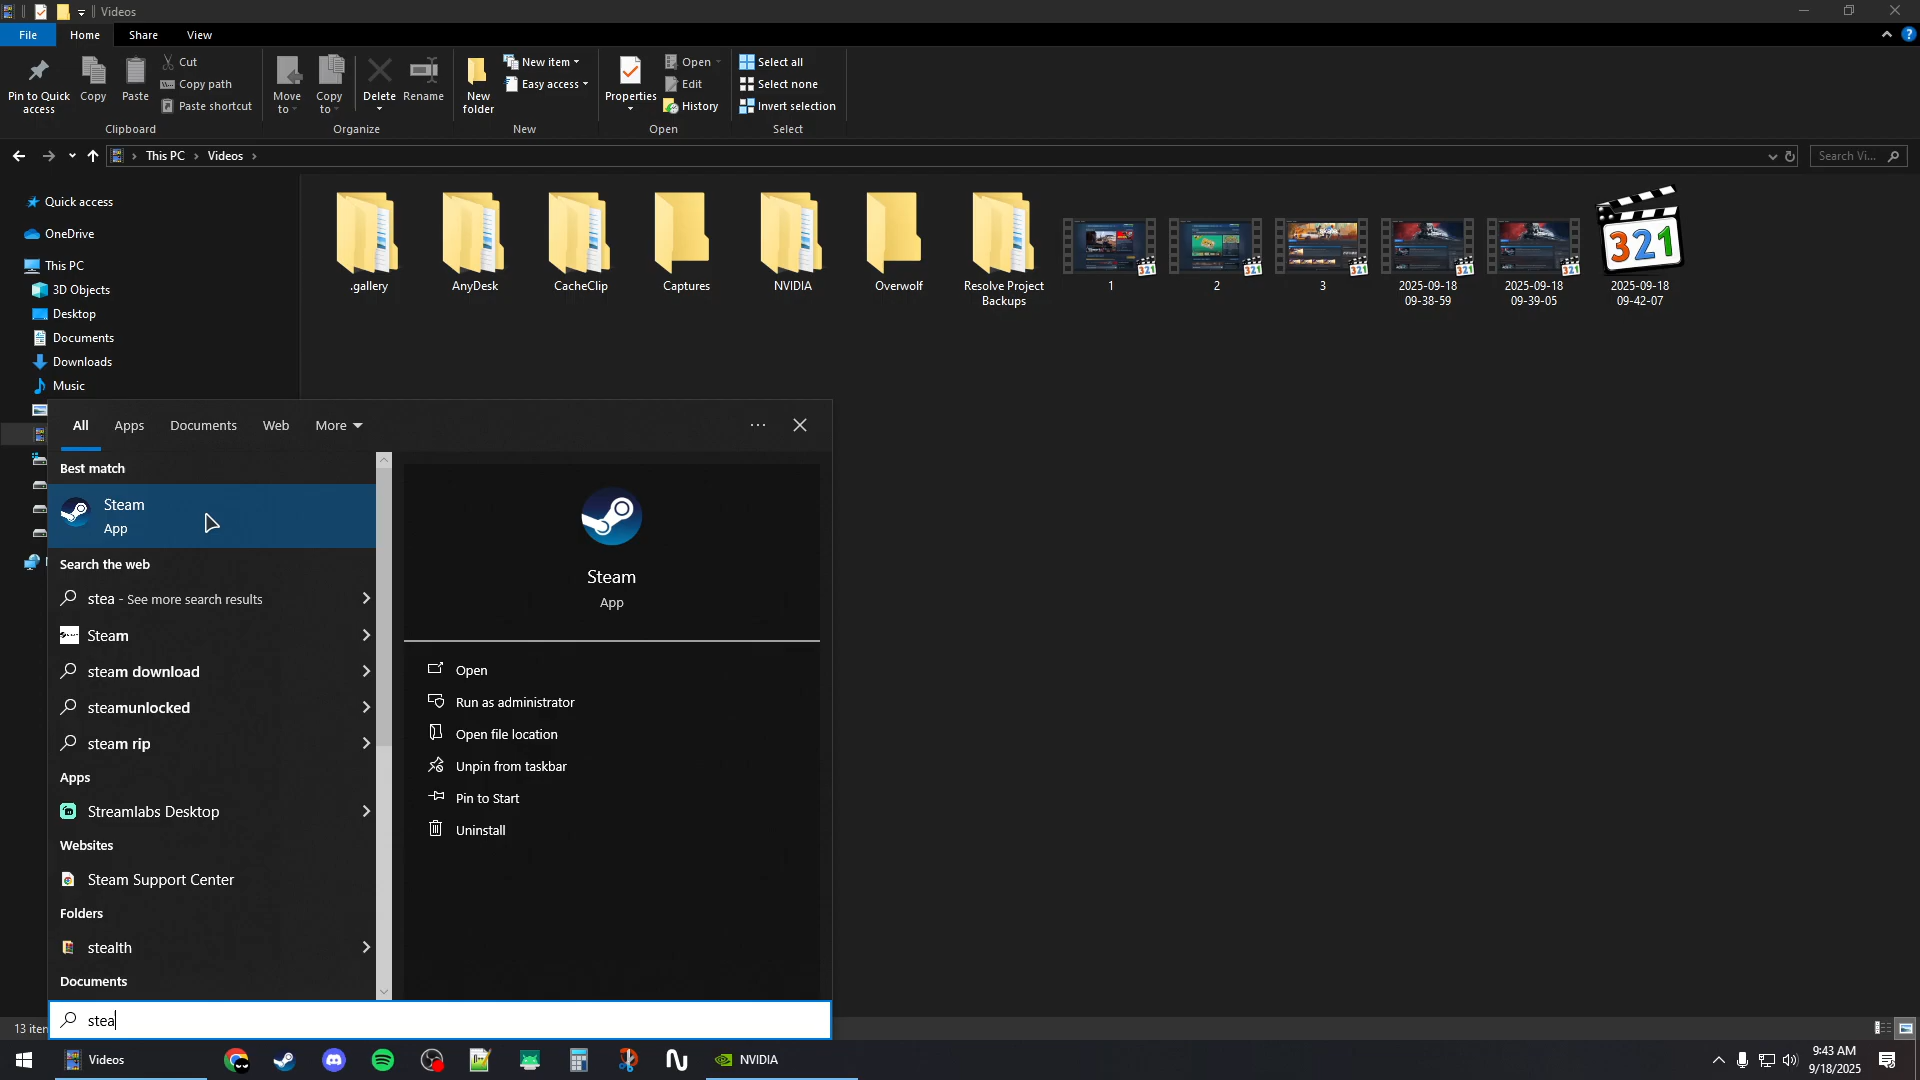 Videos
File
Home
Share
View
Pin to Quick access
Copy
Paste
Cut
Copy path
Paste shortcut
Clipboard
Move to
Copy to
Delete
Rename
Organize
New folder
New item
Easy access
New
Properties
Open
Edit
History
Open
Select all
Select none
Invert selection
Select
This PC
Videos
Search Vi...
Quick access
OneDrive
This PC
3D Objects
Desktop
Documents
Downloads
Music
.gallery
AnyDesk
CacheClip
Captures
NVIDIA
Overwolf
Resolve Project
Backups
1
2
3
2025-09-18
09-38-59
2025-09-18
09-39-05
321
2025-09-18
09-42-07
All
Apps
Documents
Web
More
Best match
Steam
App
Search the web
stea - See more search results
Steam
steam download
steamunlocked
steam rip
Apps
Streamlabs Desktop
Websites
Steam Support Center
Folders
stealth
Documents
Steam
App
Open
Run as administrator
Open file location
Unpin from taskbar
Pin to Start
Uninstall
stea
13 iten
Videos
NVIDIA
9:43 AM
9/18/2025